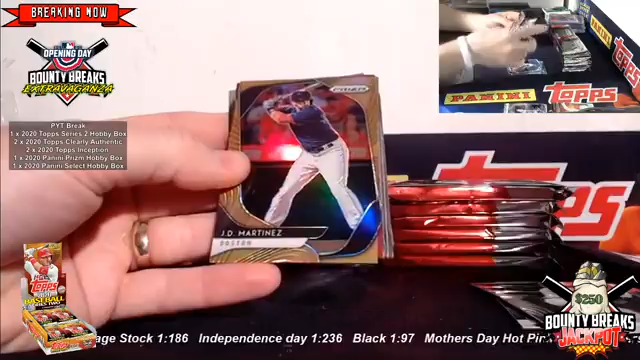 BREAKING NOW
OPENING DAY
BOUNTY BREAKS
EXTRAVAGANZA
PYT Break
1 x 2020 Topps Series 2 Hobby Box
2 x 2020 Topps Clearly Authentic
2 x 2020 Topps Inception
1 x 2020 Panini Prizm Hobby Box
1 x 2020 Panini Select Hobby Box
PRIZM
J.D. MARTINEZ
BOSTON
PANINI
topps
PANINI
topps
Topps
TOPPS
BASEBALL
$250
BOUNTY BREAKS
JACKPOT
age Stock 1:186 Independence day 1:236 Black 1:97 Mothers Day Hot Pin